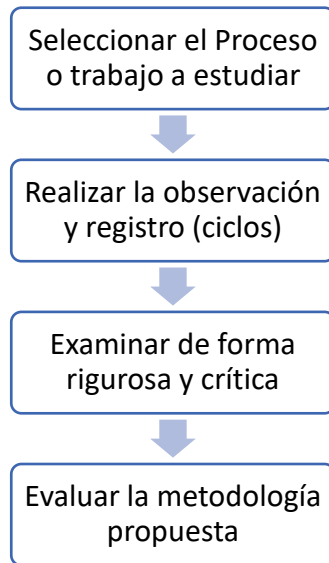 Seleccionar el Proceso
o trabajo a estudiar
Realizar la observación
y registro (ciclos)
Examinar de forma
rigurosa y crítica
Evaluar la metodología
propuesta